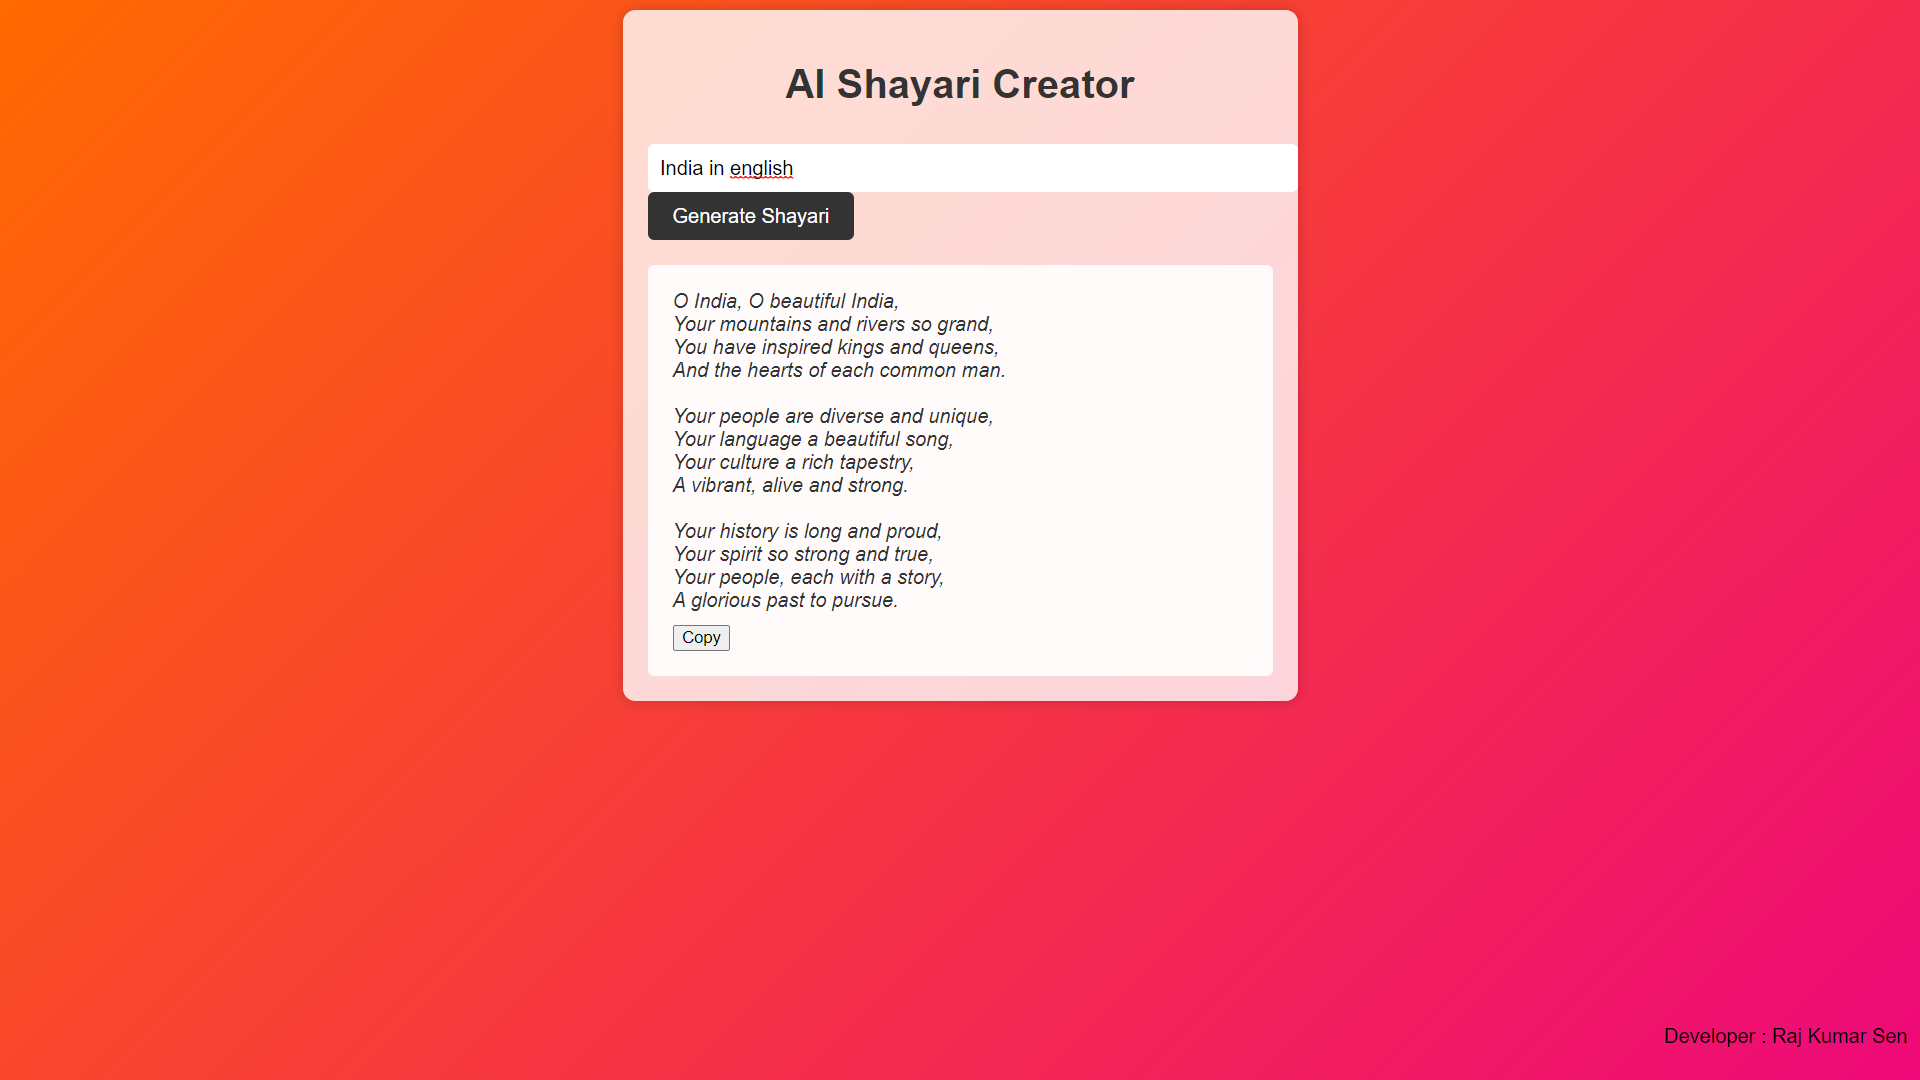 AI Shayari Creator
India in english
Generate Shayari
O India, O beautiful India,
Your mountains and rivers so grand,
You have inspired kings and queens,
And the hearts of each common man.
Your people are diverse and unique,
Your language a beautiful song,
Your culture a rich tapestry,
A vibrant, alive and strong.
Your history is long and proud,
Your spirit so strong and true,
Your people, each with a story,
A glorious past to pursue.
Copy
Developer : Raj Kumar Sen